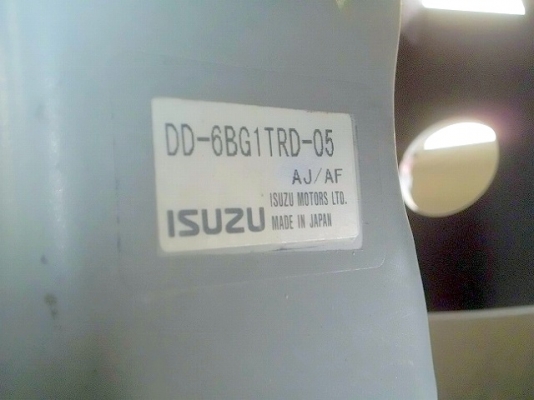 DD-6BG1TRD-05
AJ/AF
ISUZU MOTORS LTD.
ISUZU MADE IN JAPAN